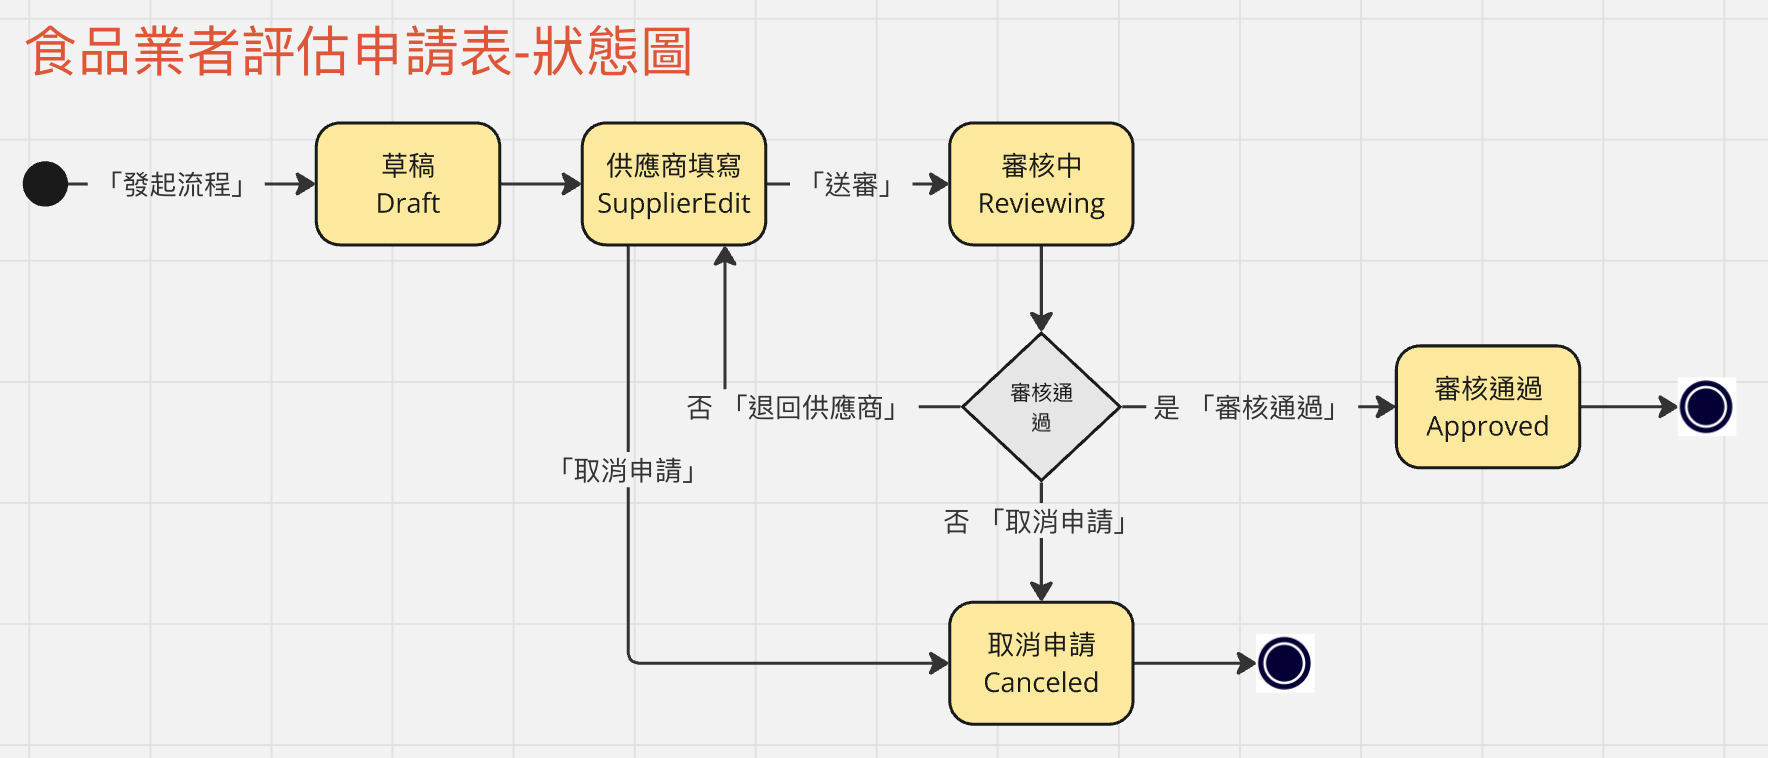 食品業者評估申請表-狀態圖
「發起流程」
草稿
Draft
供應商填寫
SupplierEdit
「送審」
審核中
Reviewing
審核通
過
否 「退回供應商」
是 「審核通過」
審核通過
Approved
「取消申請」
否 「取消申請」
取消申請
Canceled